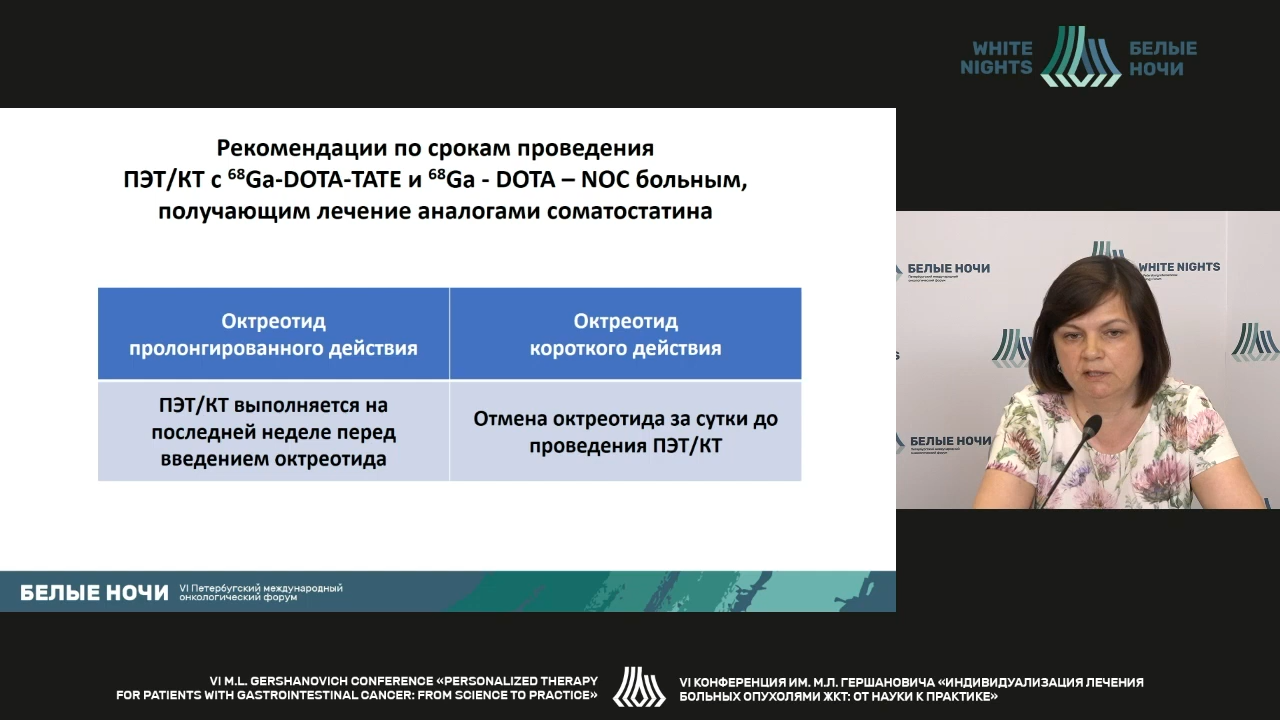 WHITE
NIGHTS
БЕЛЫЕ
НОЧИ
Рекомендации по срокам проведения
ПЭТ/КТ с ⁶⁸Ga-DOTA-TATE и ⁶⁸Ga - DOTA – NOC больным,
получающим лечение аналогами соматостатина
Октреотид
пролонгированного действия
Октреотид
короткого действия
ПЭТ/КТ выполняется на
последней неделе перед
введением октреотида
Отмена октреотида за сутки до
проведения ПЭТ/КТ
БЕЛЫЕ НОЧИ
WHITE NIGHTS
БЕЛЫЕ НОЧИ
БЕЛЫЕ НОЧИ
VI Петербургский международный
онкологический форум
VI M.L. GERSHANOVICH CONFERENCE «PERSONALIZED THERAPY
FOR PATIENTS WITH GASTROINTESTINAL CANCER: FROM SCIENCE TO PRACTICE»
VI КОНФЕРЕНЦИЯ ИМ. М.Л. ГЕРШАНОВИЧА «ИНДИВИДУАЛИЗАЦИЯ ЛЕЧЕНИЯ
БОЛЬНЫХ ОПУХОЛЯМИ ЖКТ: ОТ НАУКИ К ПРАКТИКЕ»